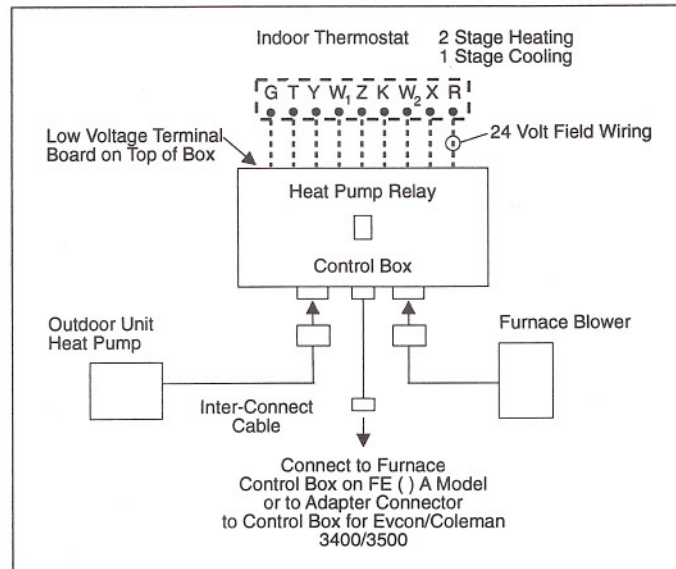 Indoor Thermostat 2 Stage Heating
1 Stage Cooling
G T Y W1 Z K W2 X R
24 Volt Field Wiring
Low Voltage Terminal
Board on Top of Box
Heat Pump Relay
Control Box
Outdoor Unit
Heat Pump
Furnace Blower
Inter-Connect
Cable
Connect to Furnace
Control Box on FE ( ) A Model
or to Adapter Connector
to Control Box for Evcon/Coleman
3400/3500